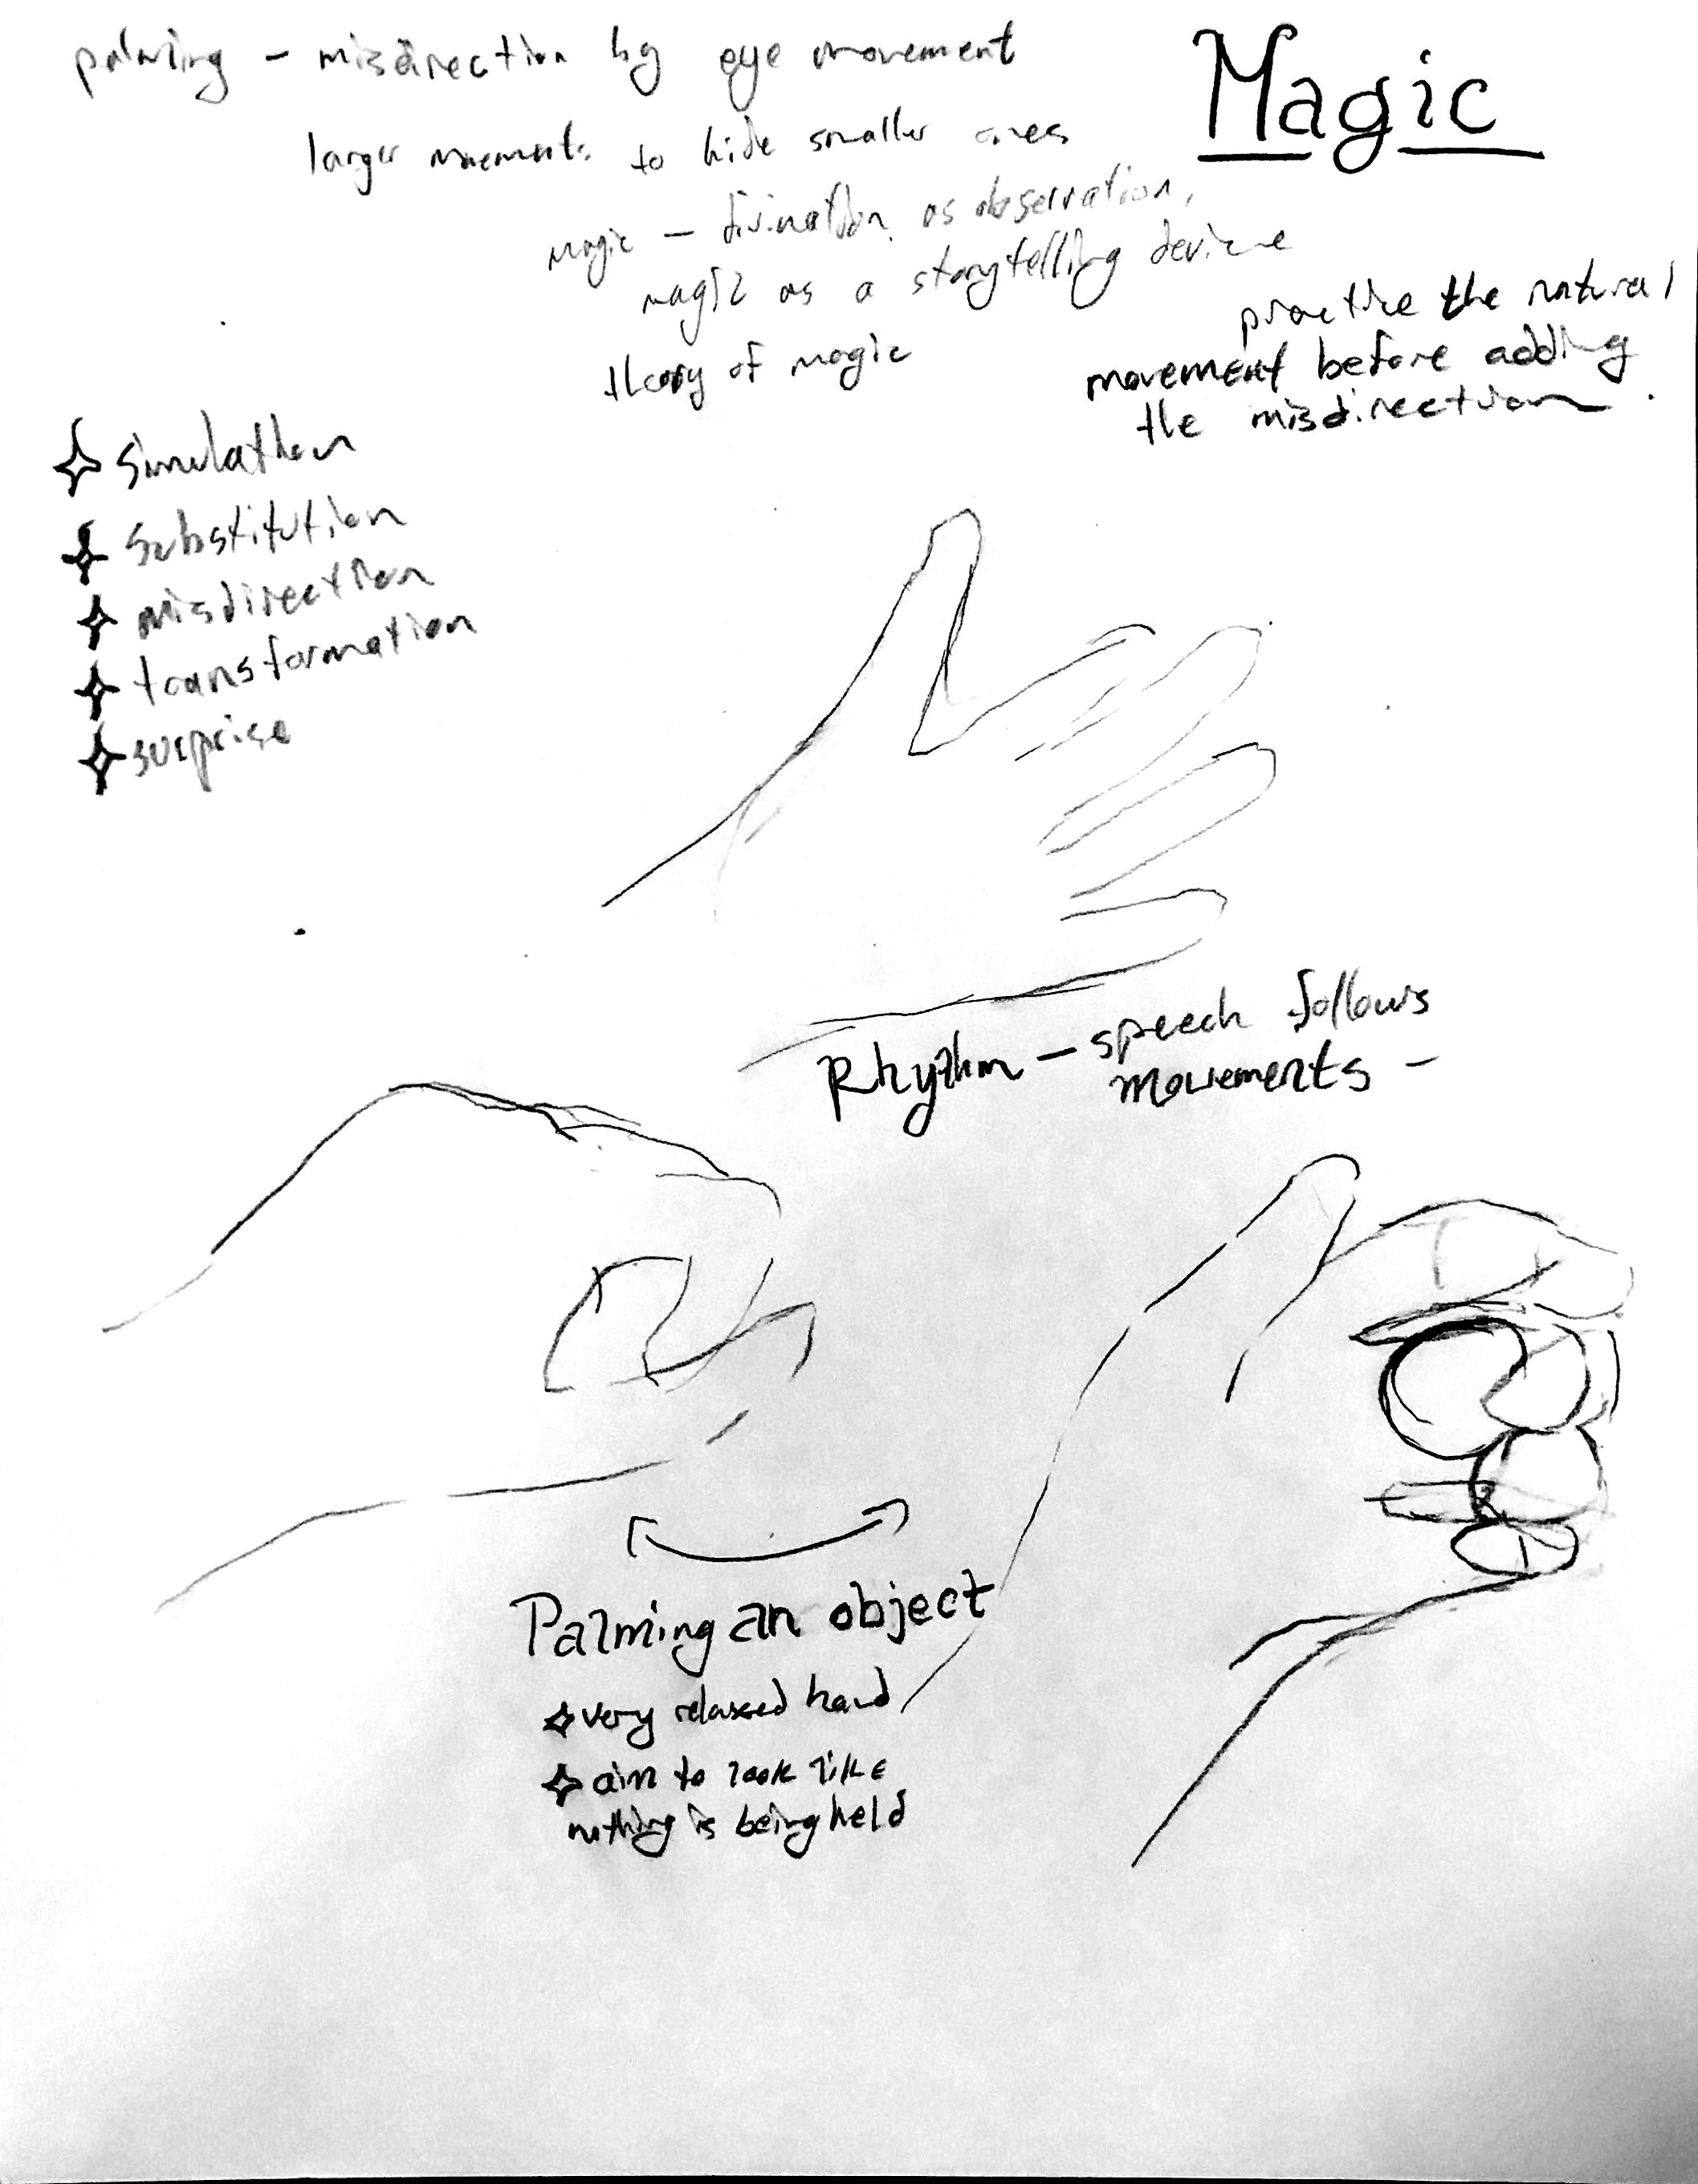 Magic
palming - misdirection by eye movement
larger movements to hide smaller ones
magic - divination as observation,
magic as a storytelling device
theory of magic
practice the natural
movement before adding
the misdirection.
simulation
substitution
misdirection
transformation
surprise
Rhythm - speech follows
movements -
Palming an object
very relaxed hand
aim to look like
nothing is being held